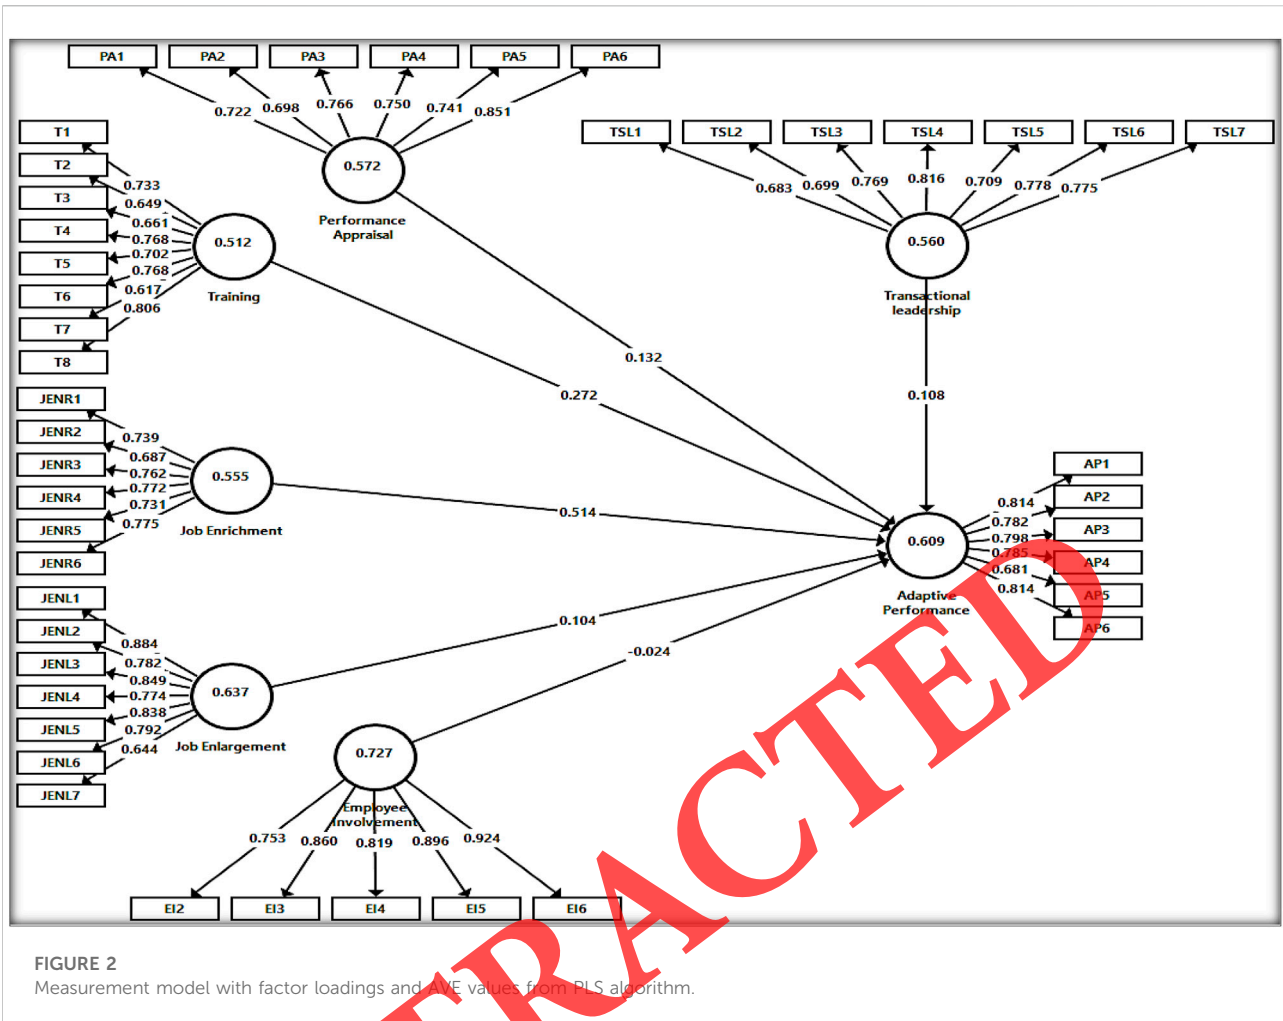 PA1 PA2 PA3 PA4 PA5 PA6
0.722 0.698 0.766 0.750 0.741 0.851
0.572
Performance
Appraisal
TSL1 TSL2 TSL3 TSL4 TSL5 TSL6 TSL7
0.683 0.699 0.769 0.816 0.709 0.778 0.775
0.560
Transactional
leadership
T1
T2
T3
T4
T5
T6
T7
T8
0.733
0.649
0.661
0.768
0.702
0.768
0.617
0.806
0.512
Training
0.132
0.272
0.108
JENR1
JENR2
JENR3
JENR4
JENR5
JENR6
0.739
0.687
0.762
0.772
0.731
0.775
0.555
Job Enrichment
0.514
AP1
AP2
AP3
AP4
AP5
AP6
0.814
0.782
0.798
0.785
0.681
0.814
0.609
Adaptive
Performance
JENL1
JENL2
JENL3
JENL4
JENL5
JENL6
JENL7
0.884
0.782
0.849
0.774
0.838
0.792
0.644
0.637
Job Enlargement
0.104
-0.024
0.727
Employee
Involvement
0.753 0.860 0.819 0.896 0.924
EI2 EI3 EI4 EI5 EI6
FIGURE 2
Measurement model with factor loadings and AVE values from PLS algorithm.
ERACTED